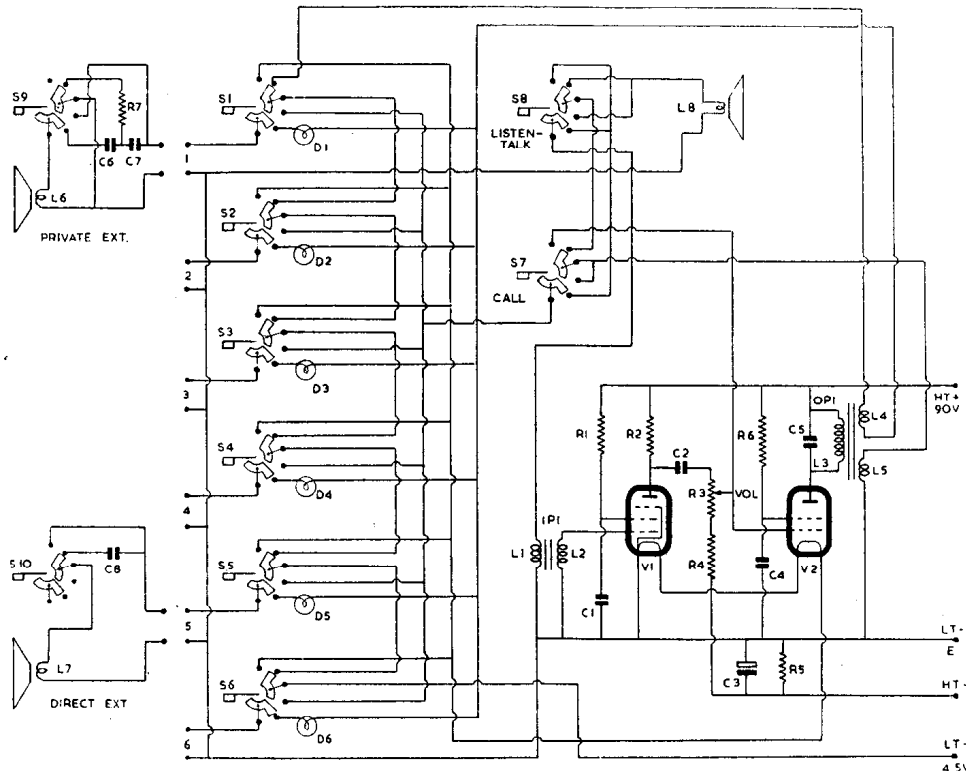 S9
R7
C6
C7
L6
PRIVATE EXT.
1
2
3
4
S10
C8
L7
DIRECT EXT
5
6
S1
D1
S2
D2
S3
D3
S4
D4
S5
D5
S6
D6
S8
LISTEN-
TALK
L8
S7
CALL
HT+
90V
OP1
L4
R1
R2
R6
C5
C2
L3
L5
R3
VOL
IP1
L1
L2
V1
R4
C4
V2
C1
LT-
E
C3
R5
HT-
LT-
4.5V